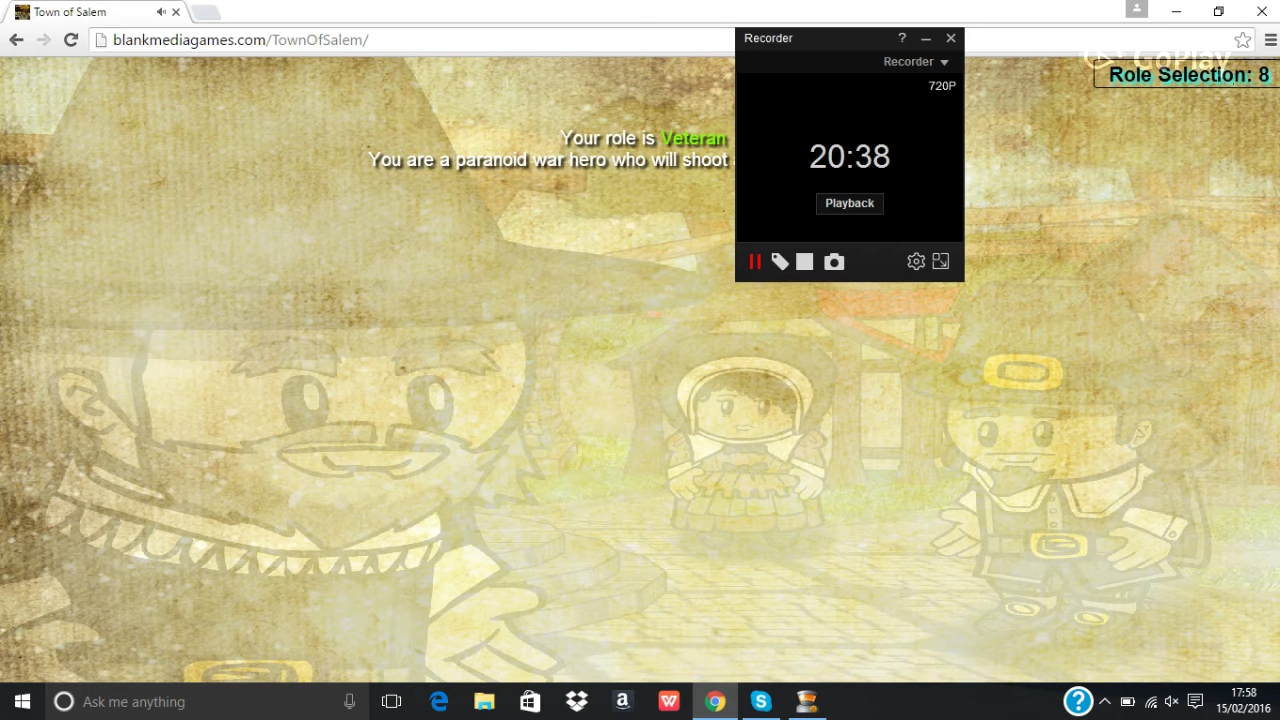 Town of Salem
blankmediagames.com/TownOfSalem/
Recorder
?
Recorder
720P
GoPlay
Role Selection: 8
Your role is Veteran
You are a paranoid war hero who will shoot
20:38
Playback
Ask me anything
?
17:58
15/02/2016